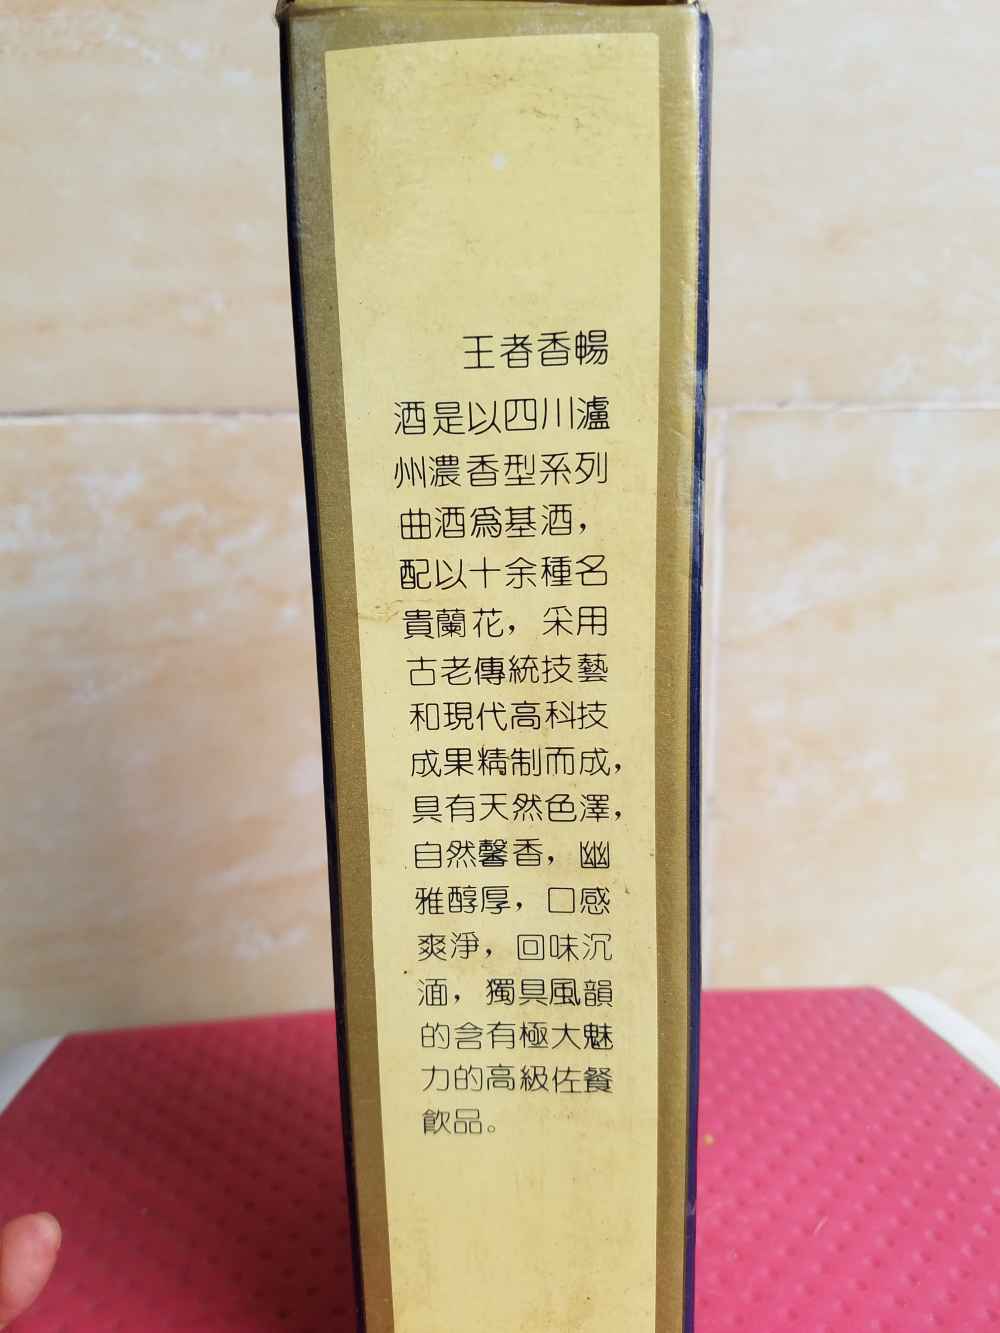 王者香暢
酒是以四川瀘
州濃香型系列
曲酒爲基酒，
配以十余種名
貴蘭花，采用
古老傳統技藝
和現代高科技
成果精制而成，
具有天然色澤，
自然馨香，幽
雅醇厚，口感
爽淨，回味沉
湎，獨具風韻
的含有極大魅
力的高級佐餐
飲品。